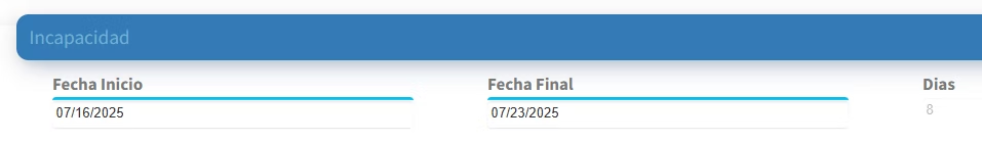 Incapacidad
Fecha Inicio Fecha Final Dias
07/16/2025 07/23/2025 8